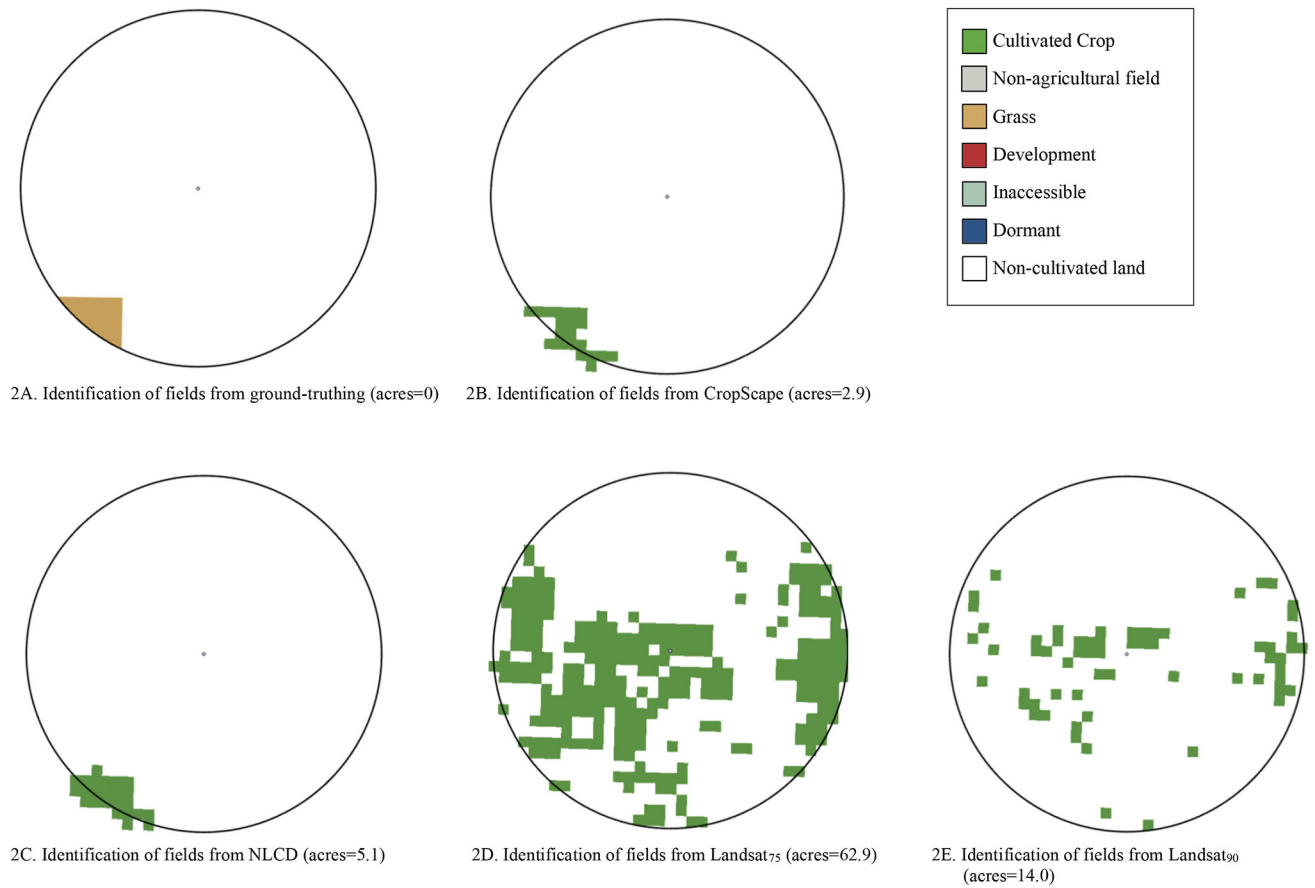 Cultivated Crop
Non-agricultural field
Grass
Development
Inaccessible
Dormant
Non-cultivated land
2A. Identification of fields from ground-truthing (acres=0)
2B. Identification of fields from CropScape (acres=2.9)
2C. Identification of fields from NLCD (acres=5.1)
2D. Identification of fields from Landsat75 (acres=62.9)
2E. Identification of fields from Landsat90
(acres=14.0)